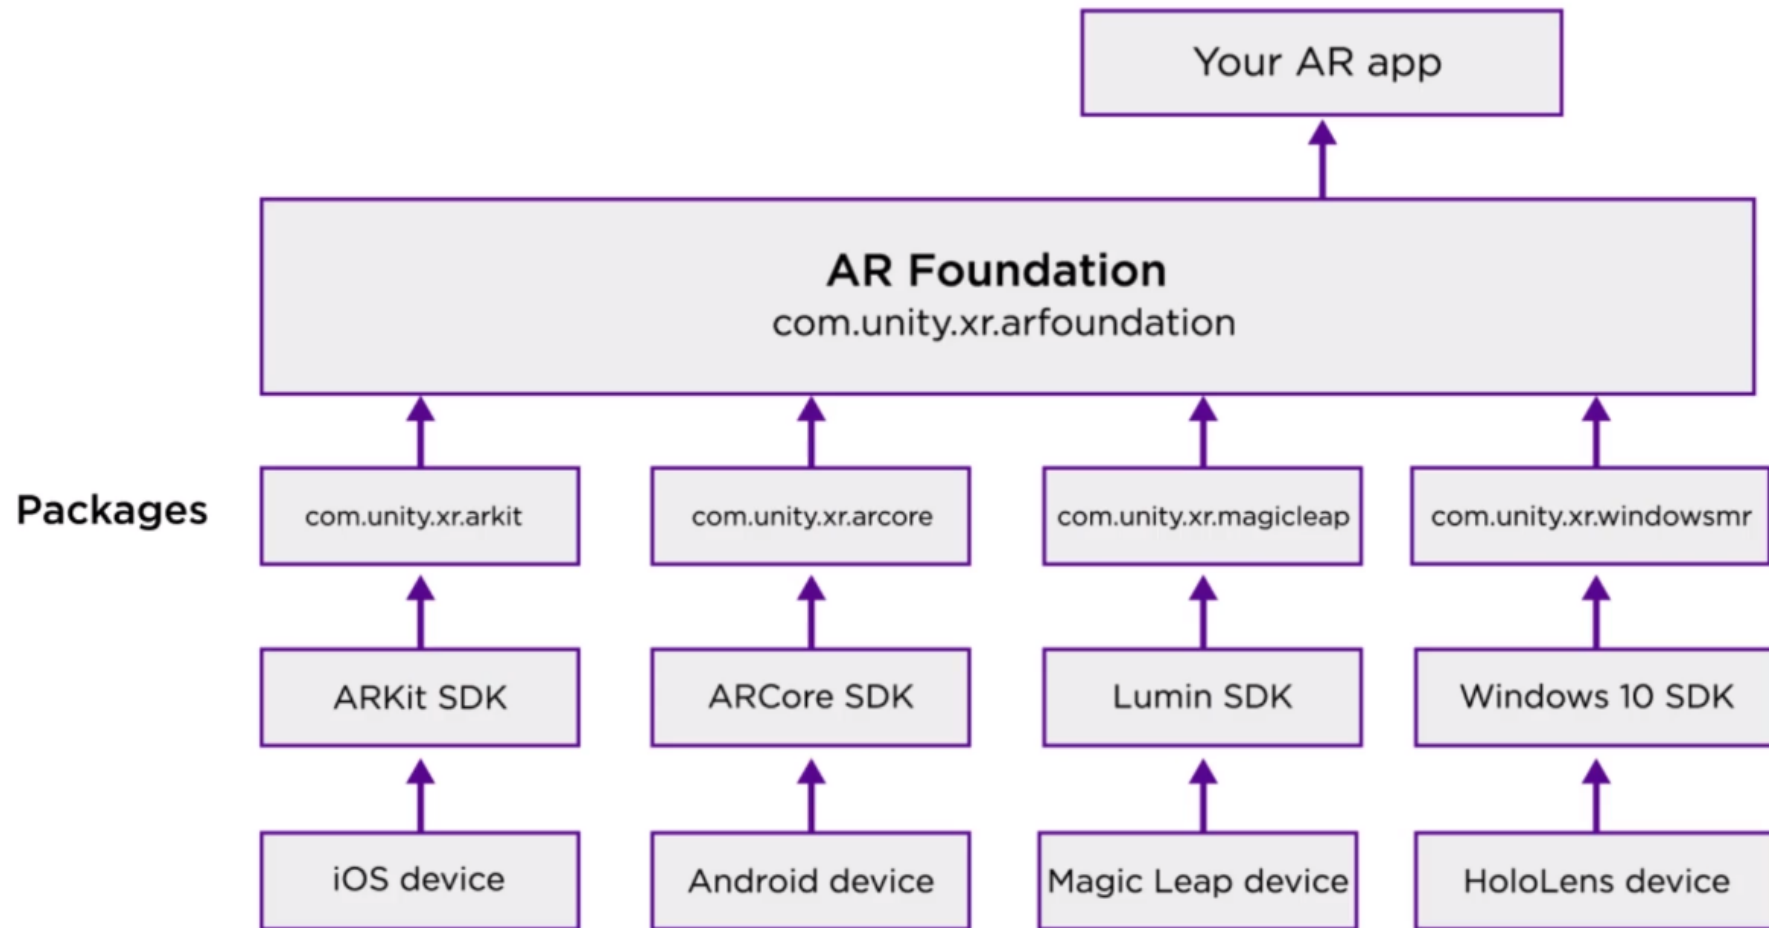 Your AR app
AR Foundation
com.unity.xr.arfoundation
Packages
com.unity.xr.arkit
com.unity.xr.arcore
com.unity.xr.magicleap
com.unity.xr.windowsmr
ARKit SDK
ARCore SDK
Lumin SDK
Windows 10 SDK
iOS device
Android device
Magic Leap device
HoloLens device